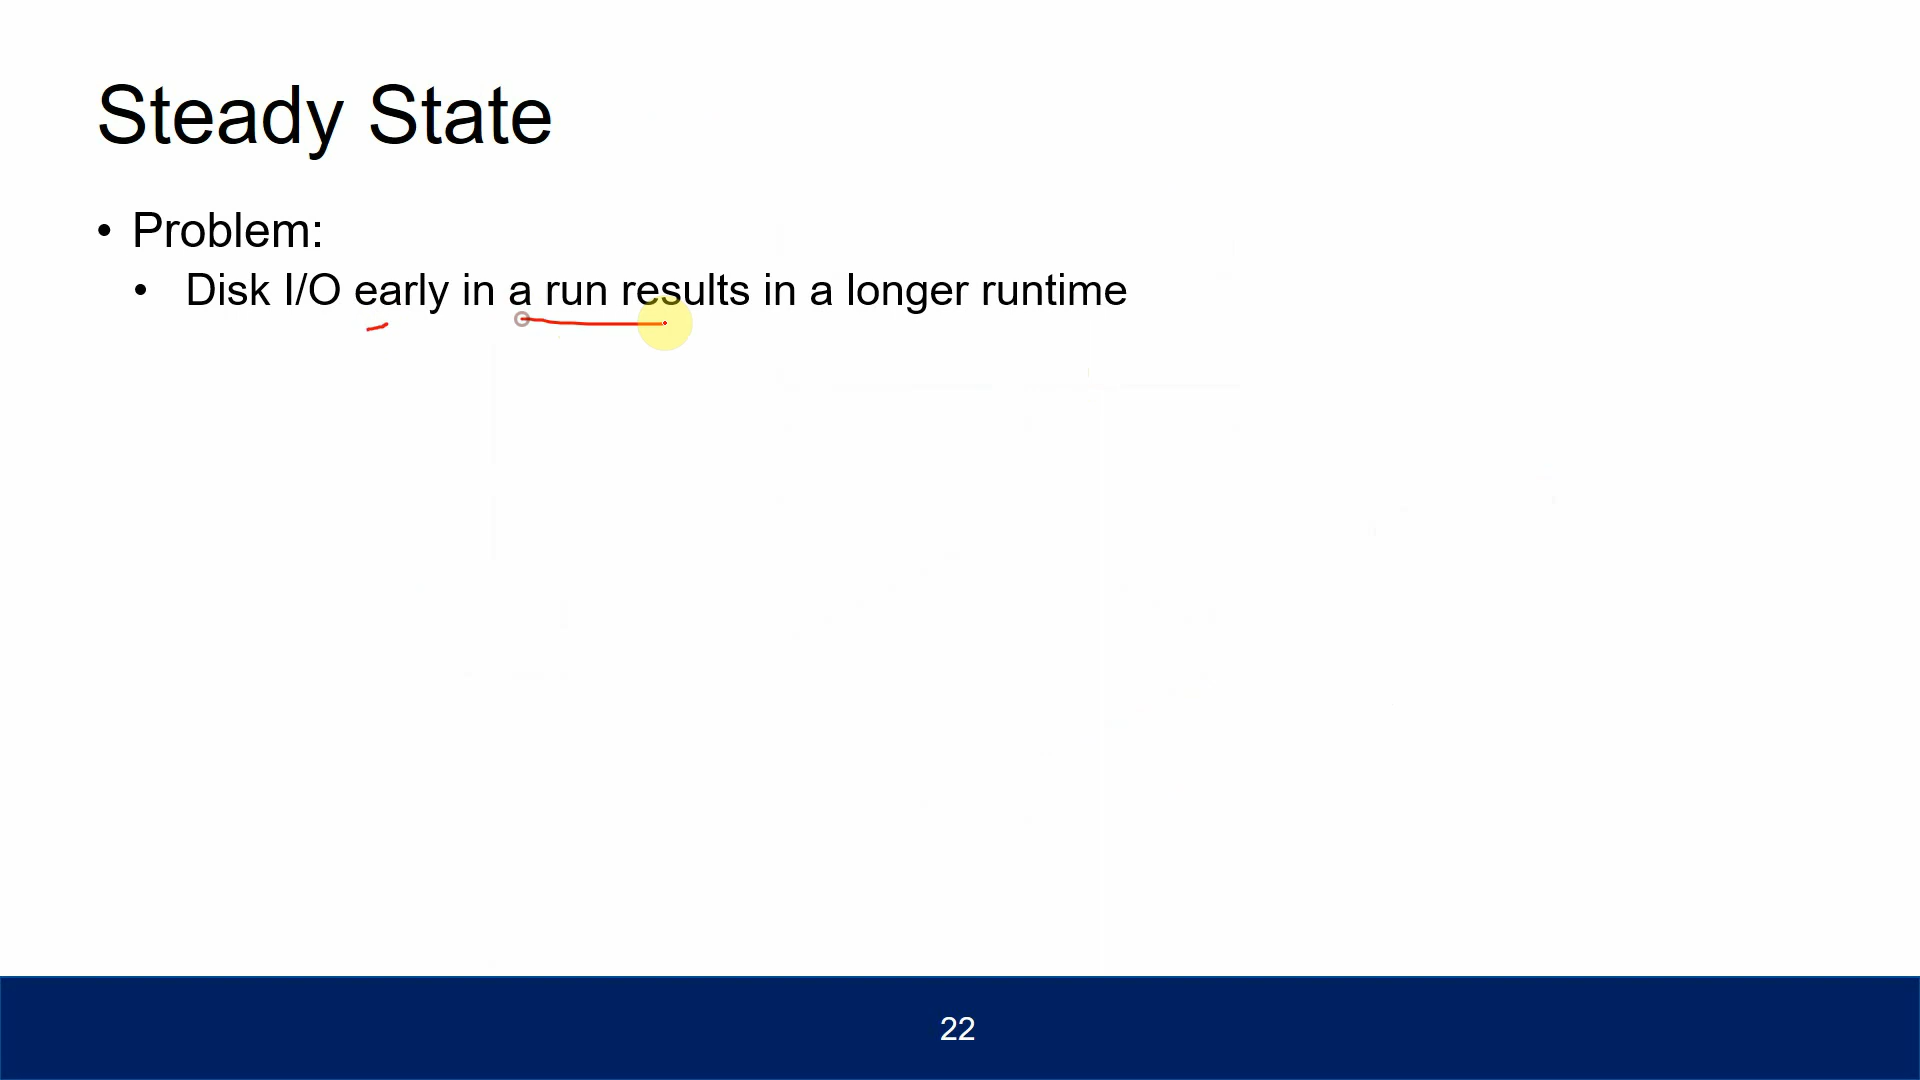 Steady State
• Problem:
• Disk I/O early in a run results in a longer runtime
22